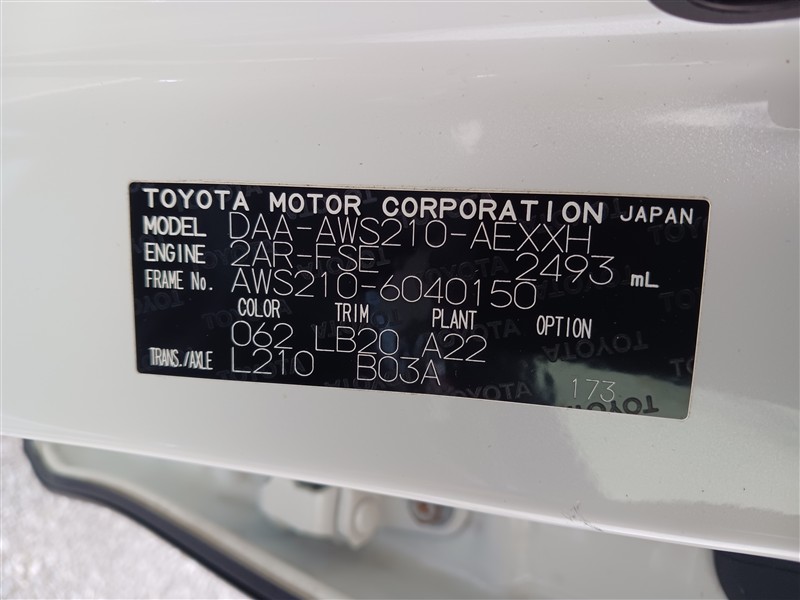 TOYOTA MOTOR CORPORATION JAPAN
MODEL DAA-AWS210-AEXXH
ENGINE 2AR-FSE 2493 mL
FRAME No. AWS210-6040150
COLOR TRIM PLANT OPTION
062 LB20 A22
TRANS./AXLE L210 B03A
173